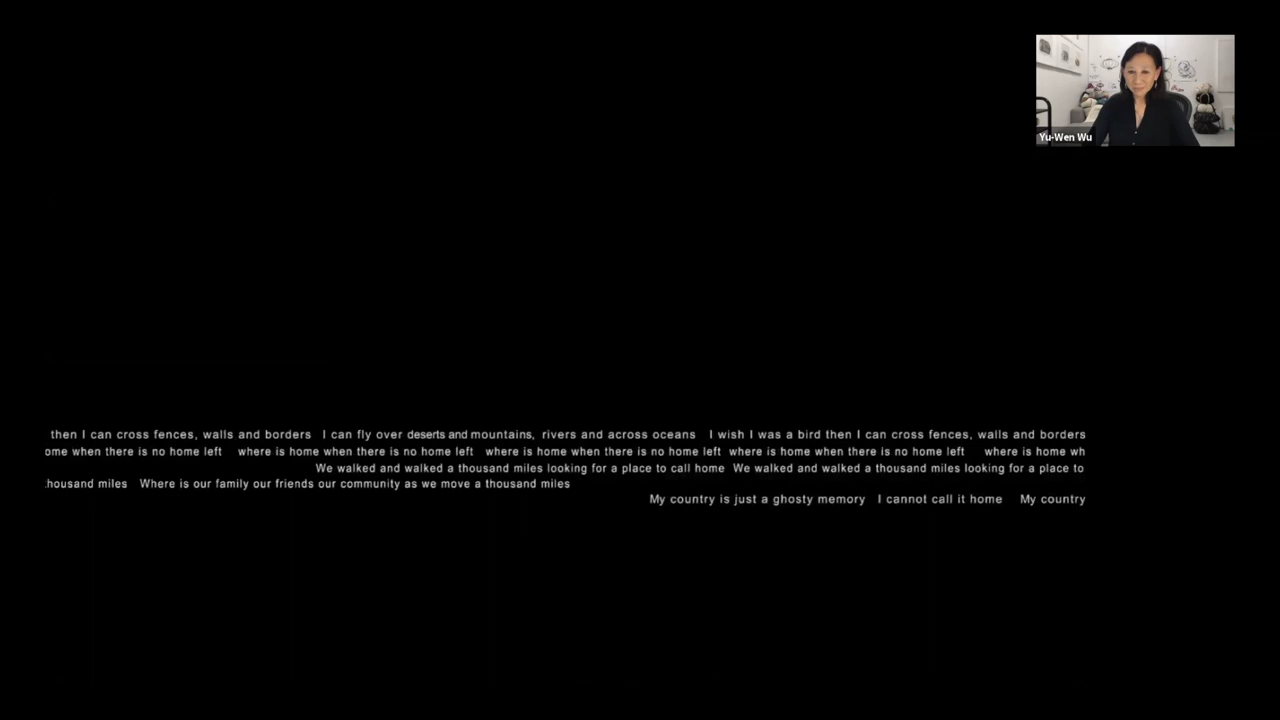 Yu-Wen Wu
then I can cross fences, walls and borders I can fly over deserts and mountains, rivers and across oceans I wish I was a bird then I can cross fences, walls and borders
ome when there is no home left where is home when there is no home left where is home when there is no home left where is home when there is no home left where is home wh
We walked and walked a thousand miles looking for a place to call home We walked and walked a thousand miles looking for a place to
housand miles Where is our family our friends our community as we move a thousand miles
My country is just a ghosty memory I cannot call it home My country